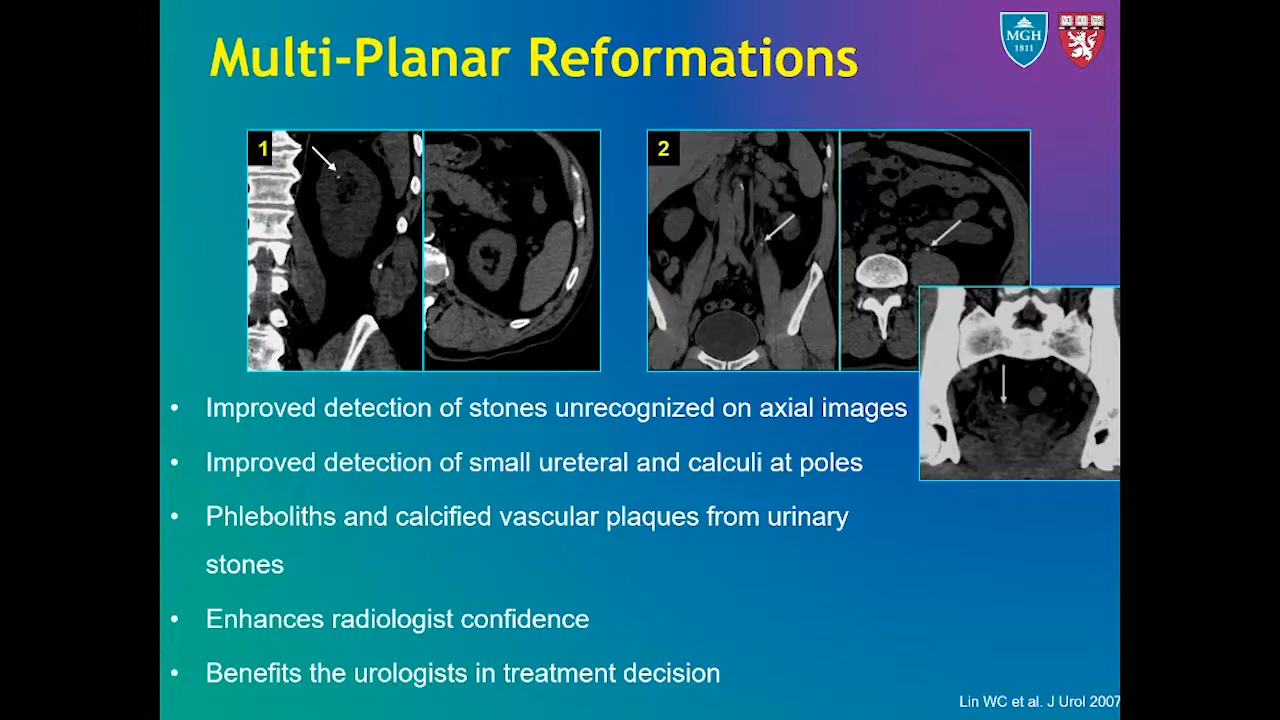 Multi-Planar Reformations
MGH
1811
1
2
• Improved detection of stones unrecognized on axial images
• Improved detection of small ureteral and calculi at poles
• Phleboliths and calcified vascular plaques from urinary
stones
• Enhances radiologist confidence
• Benefits the urologists in treatment decision
Lin WC et al. J Urol 2007